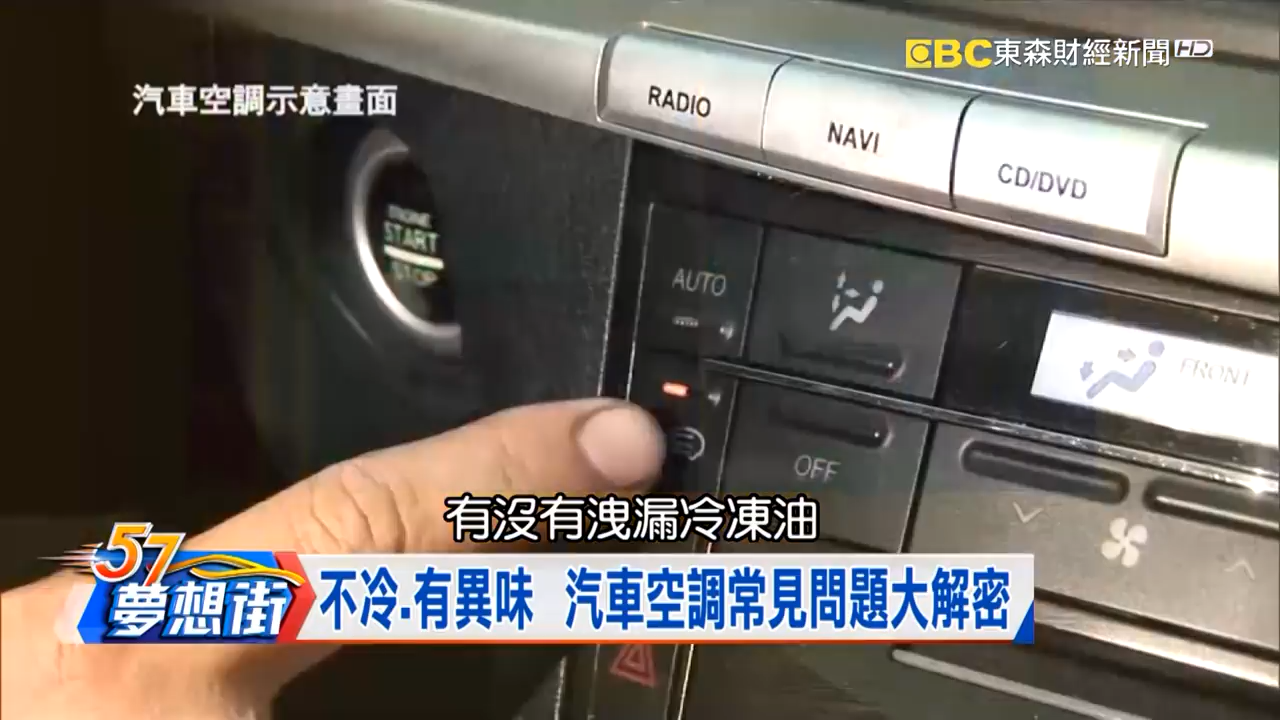 EBC東森財經新聞HD
汽車空調示意畫面
RADIO
NAVI
CD/DVD
ENGINE
START
STOP
AUTO
FRONT
OFF
有沒有洩漏冷凍油
57
夢想街
不冷.有異味 汽車空調常見問題大解密